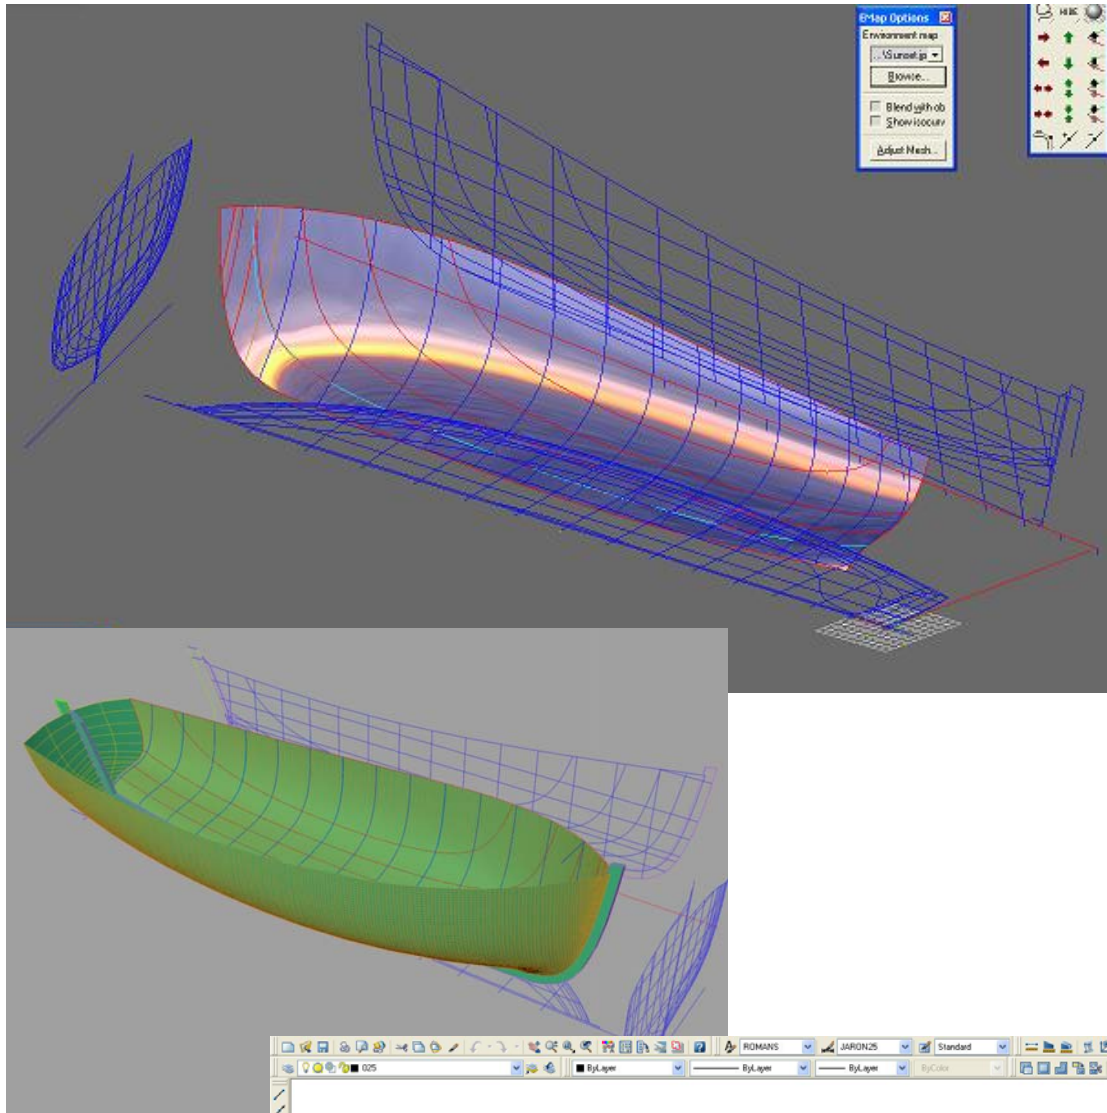 EMap Options
HIDE
Environment map
...\Sunset.jp
Browse...
Blend with ob
Show isocurv
Adjust Mesh...
ROMANS
JARON25
Standard
025
ByLayer
ByLayer
ByLayer
ByColor